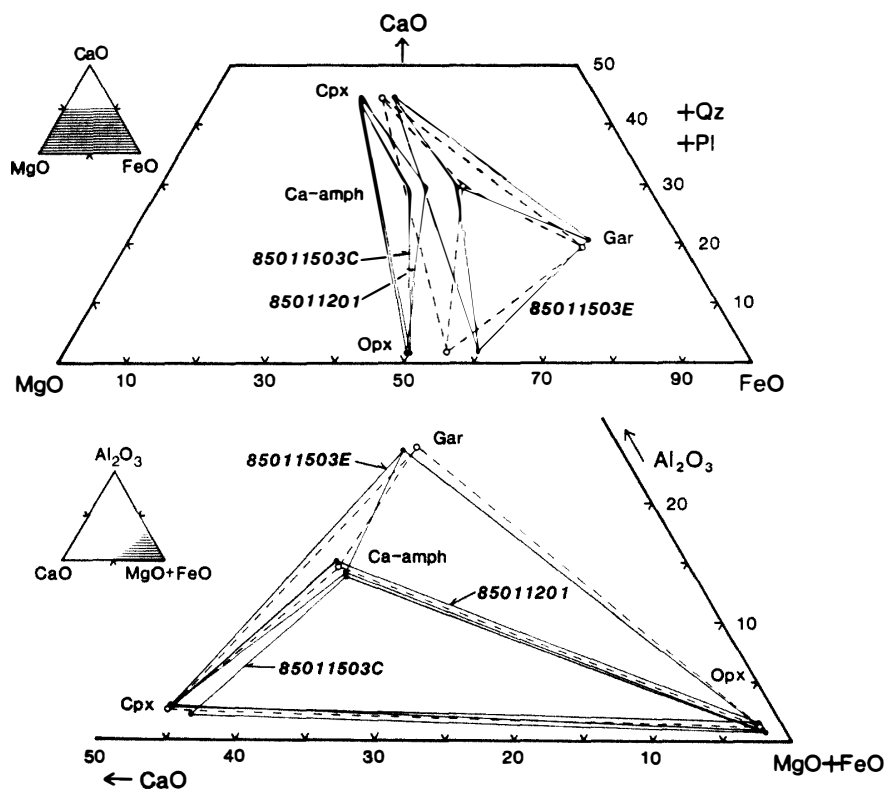 CaO
CaO
50
Cpx
40
+Qz
+Pl
MgO
FeO
Ca-amph
30
85011503C
Gar
20
85011201
85011503E
10
Opx
MgO
10
30
50
70
90
FeO
Al₂O₃
85011503E
Gar
Al₂O₃
20
CaO
MgO+FeO
Ca-amph
85011201
10
85011503C
Opx
Cpx
50
40
30
20
10
MgO+FeO
← CaO